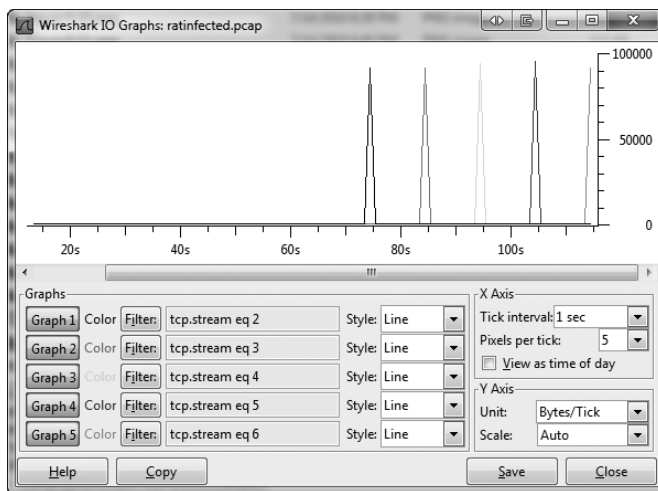 Wireshark IO Graphs: ratinfected.pcap
100000
50000
0
20s 40s 60s 80s 100s
Graphs
Graph 1 Color Filter: tcp.stream eq 2 Style: Line
Graph 2 Color Filter: tcp.stream eq 3 Style: Line
Graph 3 Color Filter: tcp.stream eq 4 Style: Line
Graph 4 Color Filter: tcp.stream eq 5 Style: Line
Graph 5 Color Filter: tcp.stream eq 6 Style: Line
X Axis
Tick interval: 1 sec
Pixels per tick: 5
View as time of day
Y Axis
Unit: Bytes/Tick
Scale: Auto
Help Copy Save Close